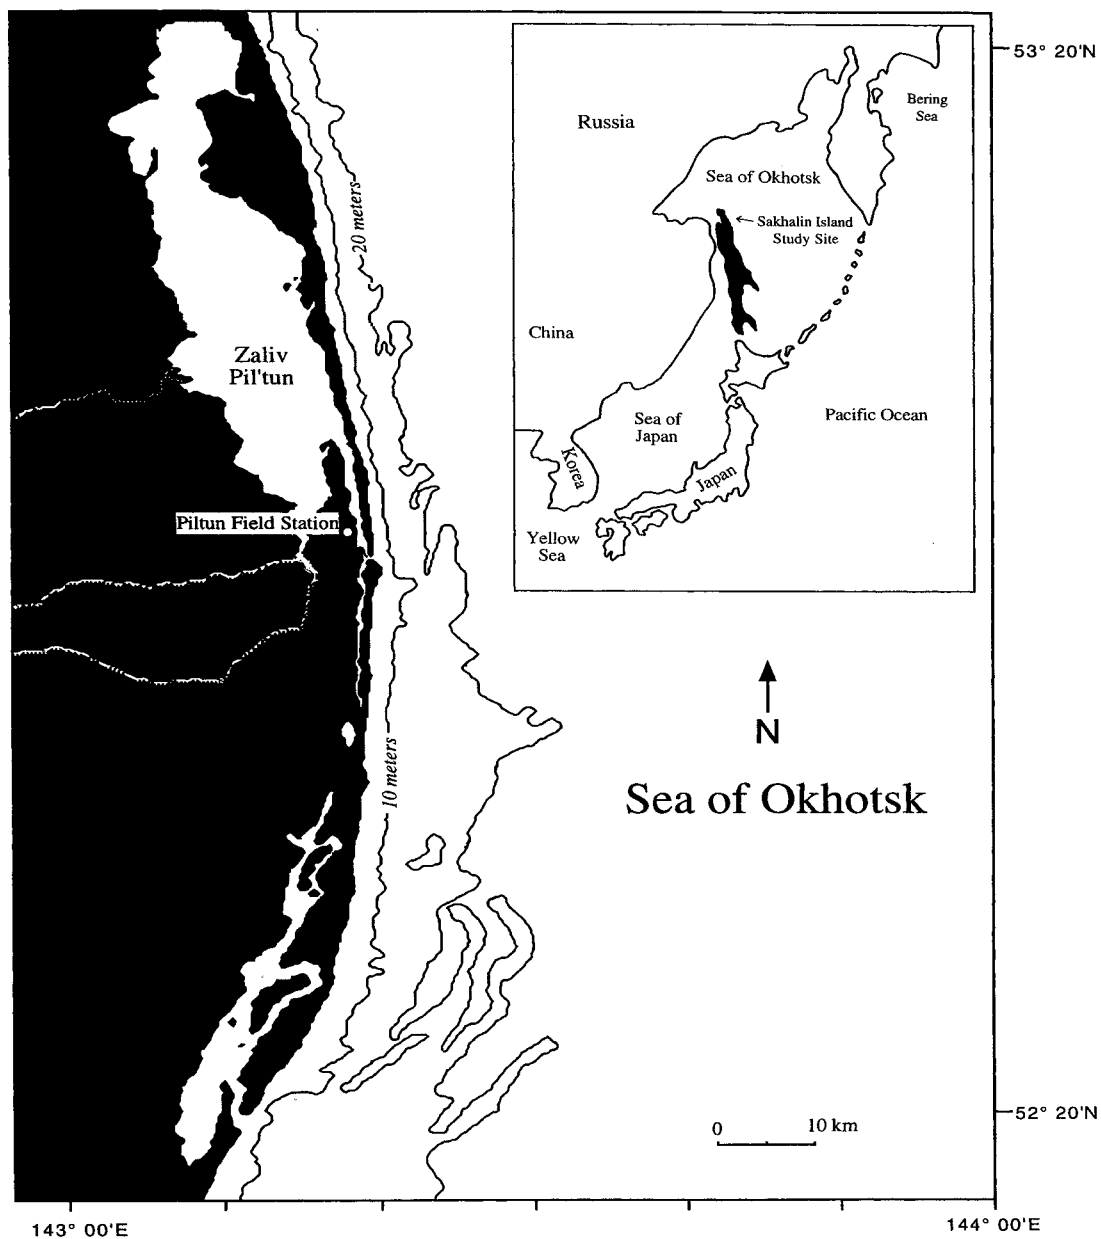 53° 20'N
Russia
Bering
Sea
Sea of Okhotsk
Sakhalin Island
Study Site
China
Sea of
Japan
Pacific Ocean
Korea
Japan
Yellow
Sea
20 meters
Zaliv
Pil'tun
Piltun Field Station
N
10 meters
Sea of Okhotsk
0 10 km
52° 20'N
143° 00'E
144° 00'E